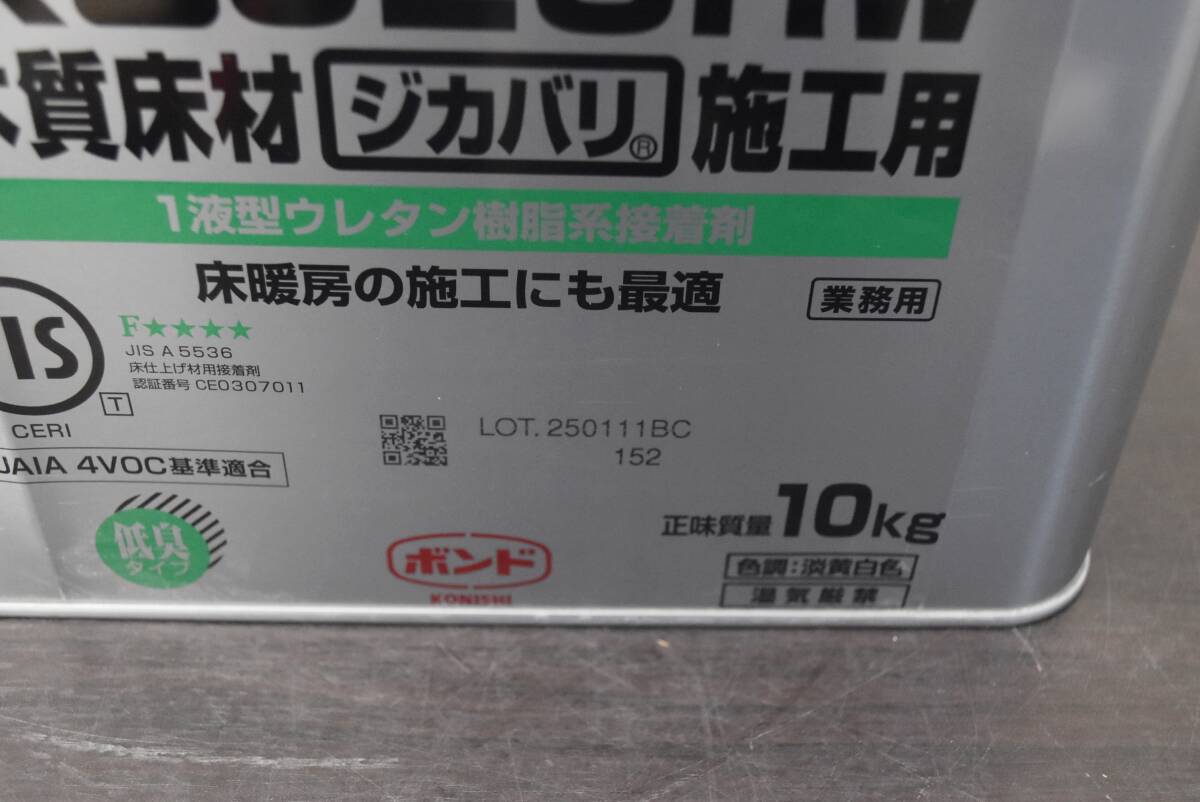 木質床材 ジカバリ® 施工用
1液型ウレタン樹脂系接着剤
床暖房の施工にも最適
業務用
IS
F★★★★
JIS A 5536
床仕上げ材用接着剤
認証番号 CE0307011
T
CERI
JAIA 4VOC基準適合
LOT. 250111BC
152
低臭
タイプ
ボンド
KONISHI
正味質量 10kg
色調:淡黄白色
湿気厳禁